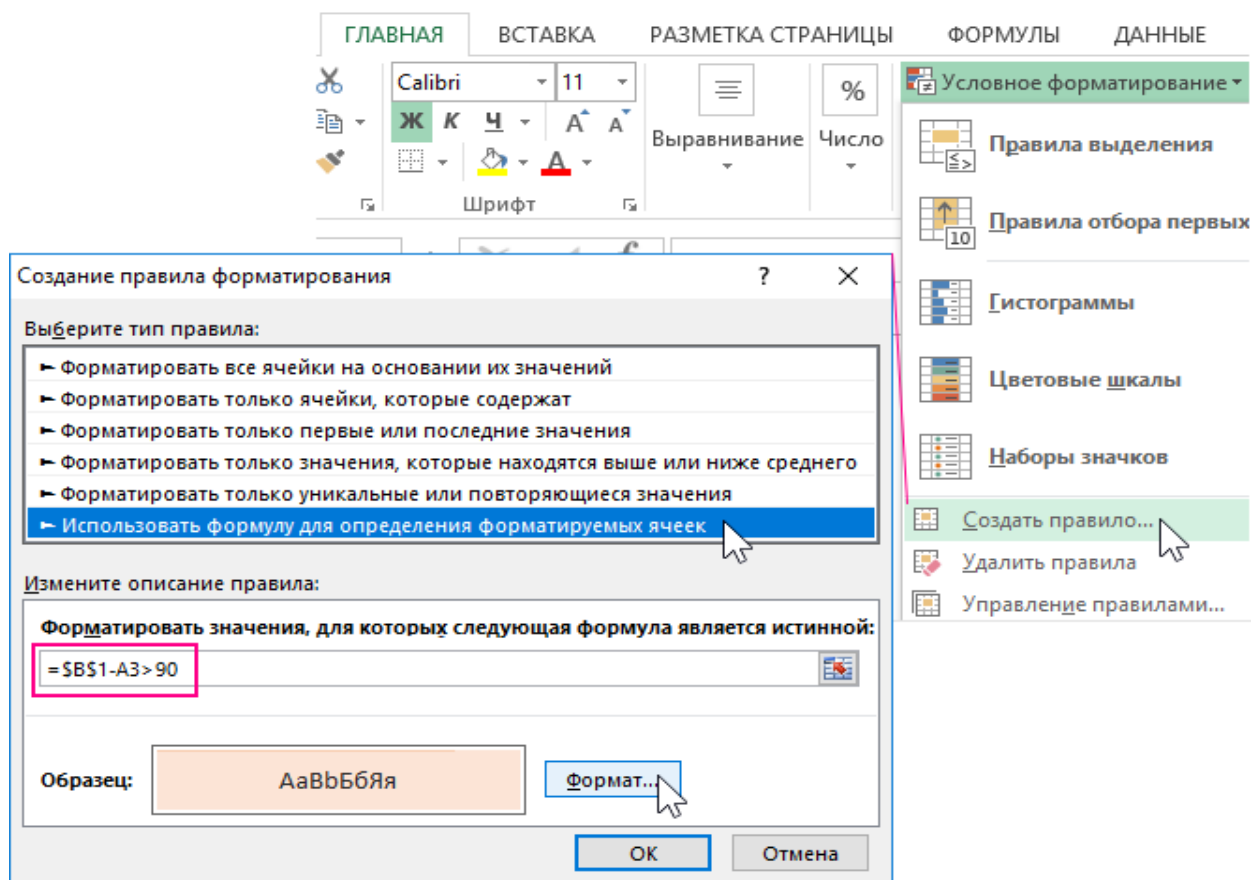 ГЛАВНАЯ ВСТАВКА РАЗМЕТКА СТРАНИЦЫ ФОРМУЛЫ ДАННЫЕ
Calibri 11
Ж К Ч A A
A
Выравнивание
%
Число
Шрифт
Условное форматирование
Правила выделения
10
Правила отбора первых
Гистограммы
Цветовые шкалы
Наборы значков
Создать правило...
Удалить правила
Управление правилами...
Создание правила форматирования ?
Выберите тип правила:
► Форматировать все ячейки на основании их значений
► Форматировать только ячейки, которые содержат
► Форматировать только первые или последние значения
► Форматировать только значения, которые находятся выше или ниже среднего
► Форматировать только уникальные или повторяющиеся значения
► Использовать формулу для определения форматируемых ячеек
Измените описание правила:
Форматировать значения, для которых следующая формула является истинной:
=$B$1-A3>90
Образец: АаВbБбЯя Формат...
ОК Отмена